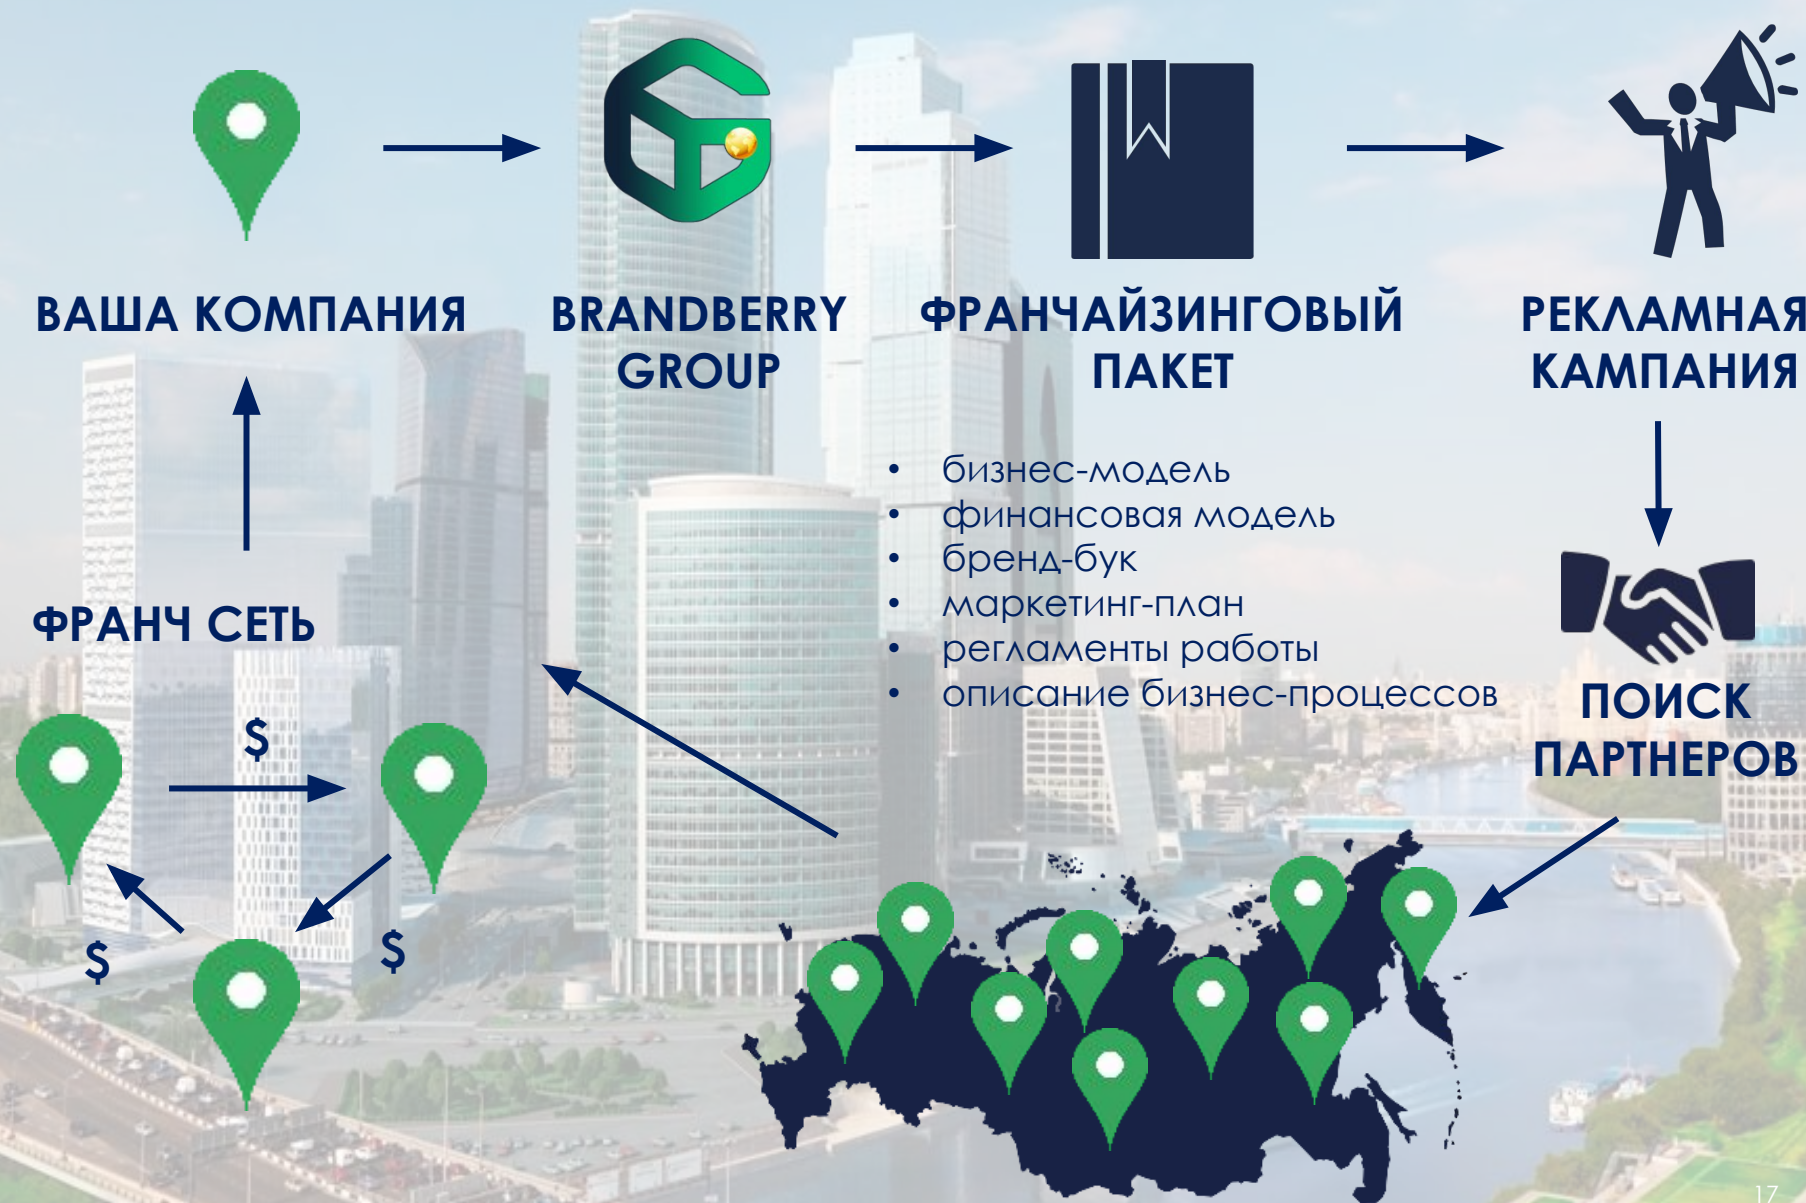 ВАША КОМПАНИЯ
BRANDBERRY
GROUP
ФРАНЧАЙЗИНГОВЫЙ
ПАКЕТ
РЕКЛАМНАЯ
КАМПАНИЯ
• бизнес-модель
• финансовая модель
• бренд-бук
• маркетинг-план
• регламенты работы
• описание бизнес-процессов
ПОИСК
ПАРТНЕРОВ
ФРАНЧ СЕТЬ
$
$
$
17